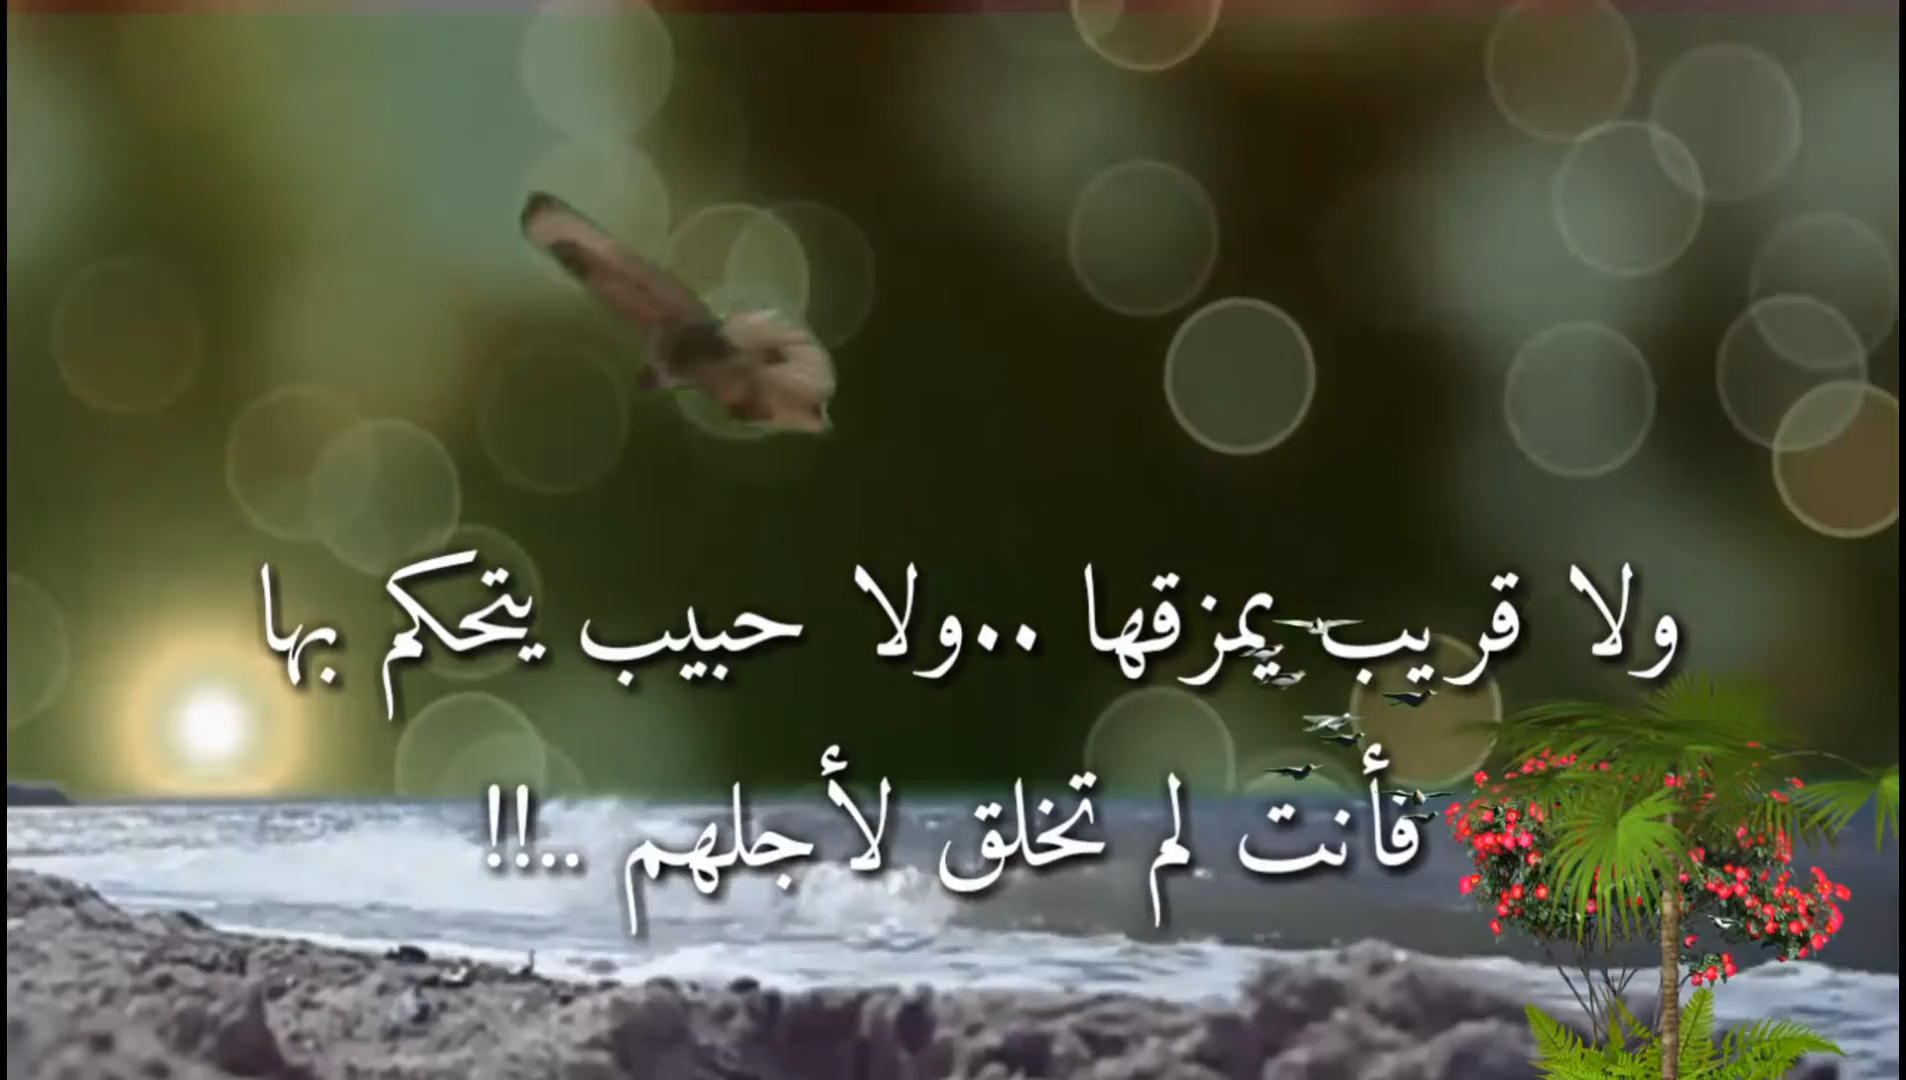 ولا قريب يمزقها ..ولا حبيب يتحكم بها
فأنت لم تخلق لأجلهم ..!!